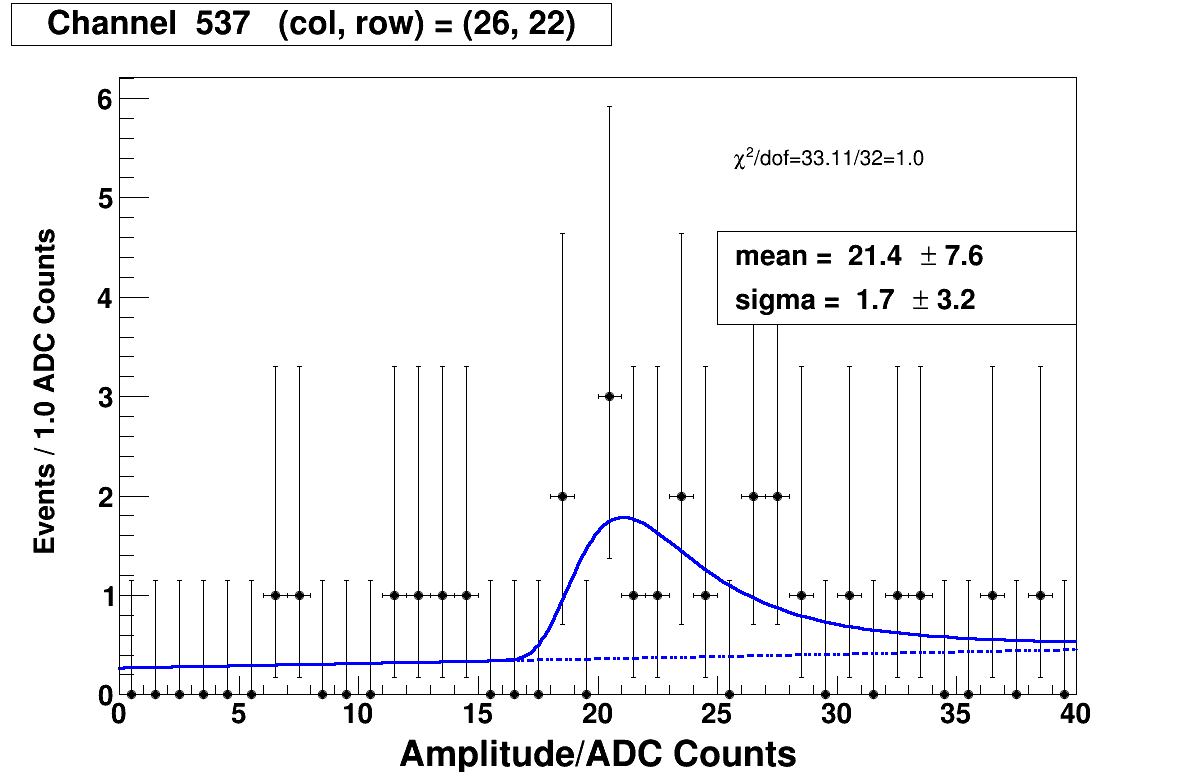 Channel 537 (col, row) = (26, 22)
χ²/dof=33.11/32=1.0
mean = 21.4 ± 7.6
sigma = 1.7 ± 3.2
Events / 1.0 ADC Counts
6
5
4
3
2
1
0
0 5 10 15 20 25 30 35 40
Amplitude/ADC Counts